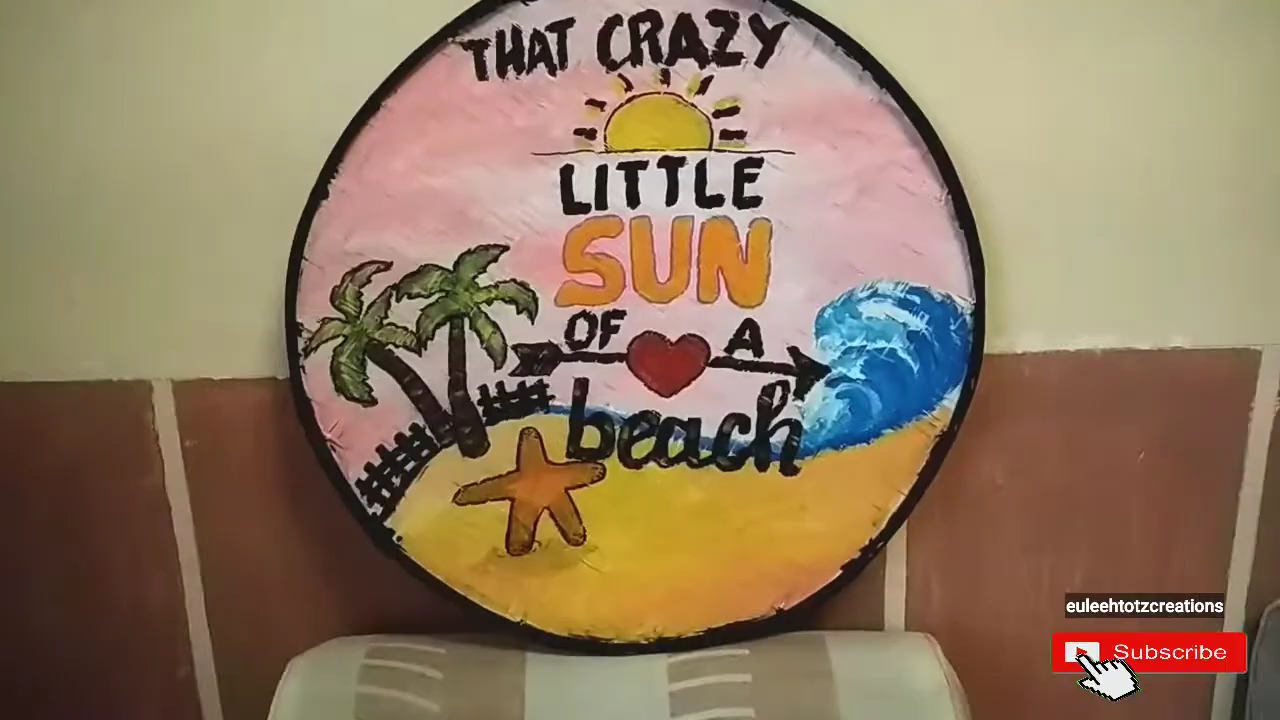 THAT CRAZY
LITTLE
SUN
OF A
beach
euleehtotzcreations
Subscribe